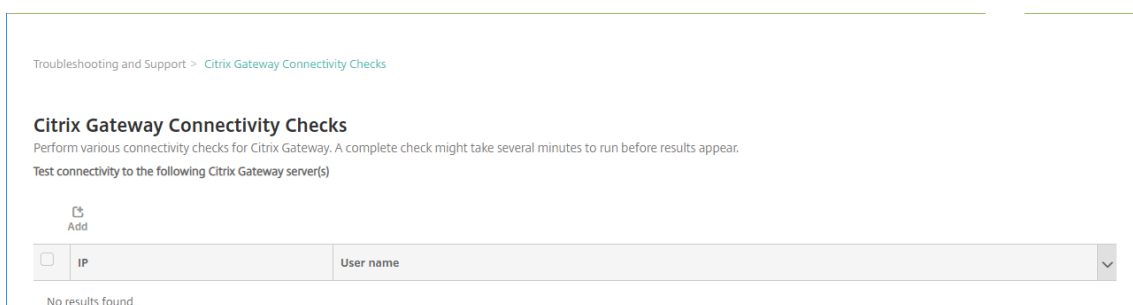 Troubleshooting and Support > Citrix Gateway Connectivity Checks
Citrix Gateway Connectivity Checks
Perform various connectivity checks for Citrix Gateway. A complete check might take several minutes to run before results appear.
Test connectivity to the following Citrix Gateway server(s)
Add
IP User name
No results found